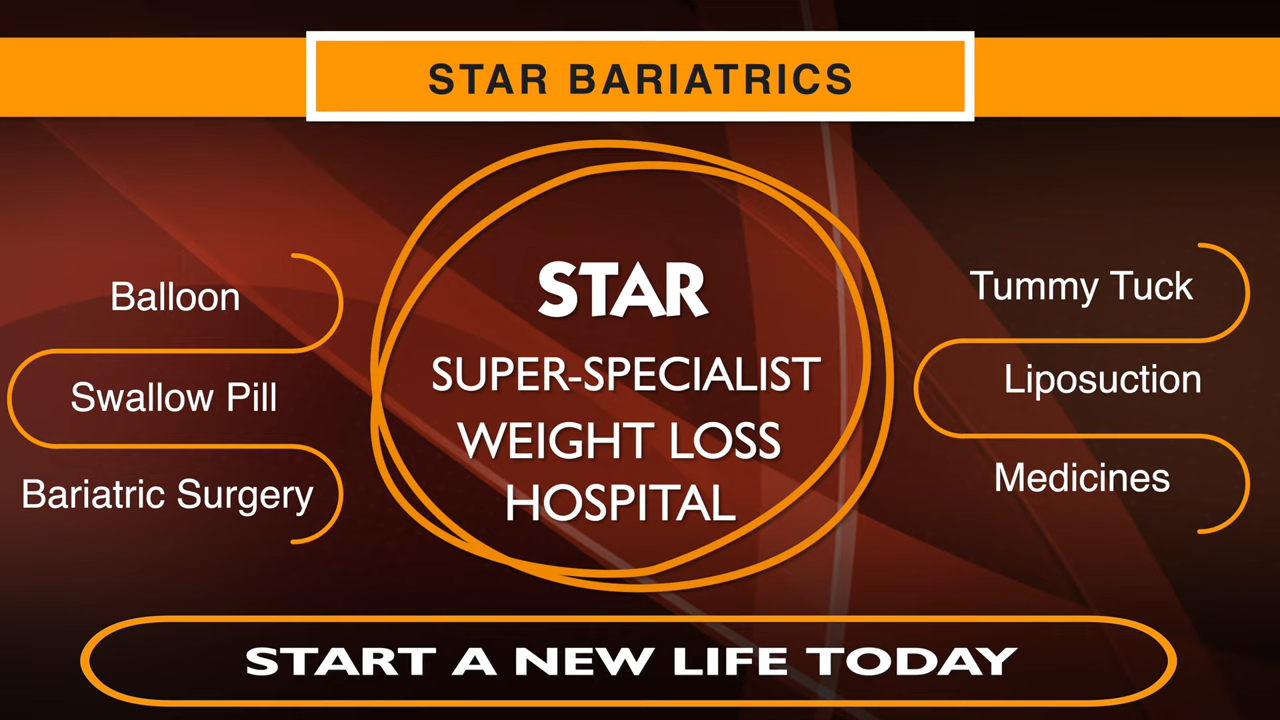 STAR BARIATRICS
Balloon
Swallow Pill
Bariatric Surgery
STAR
SUPER-SPECIALIST
WEIGHT LOSS
HOSPITAL
Tummy Tuck
Liposuction
Medicines
START A NEW LIFE TODAY